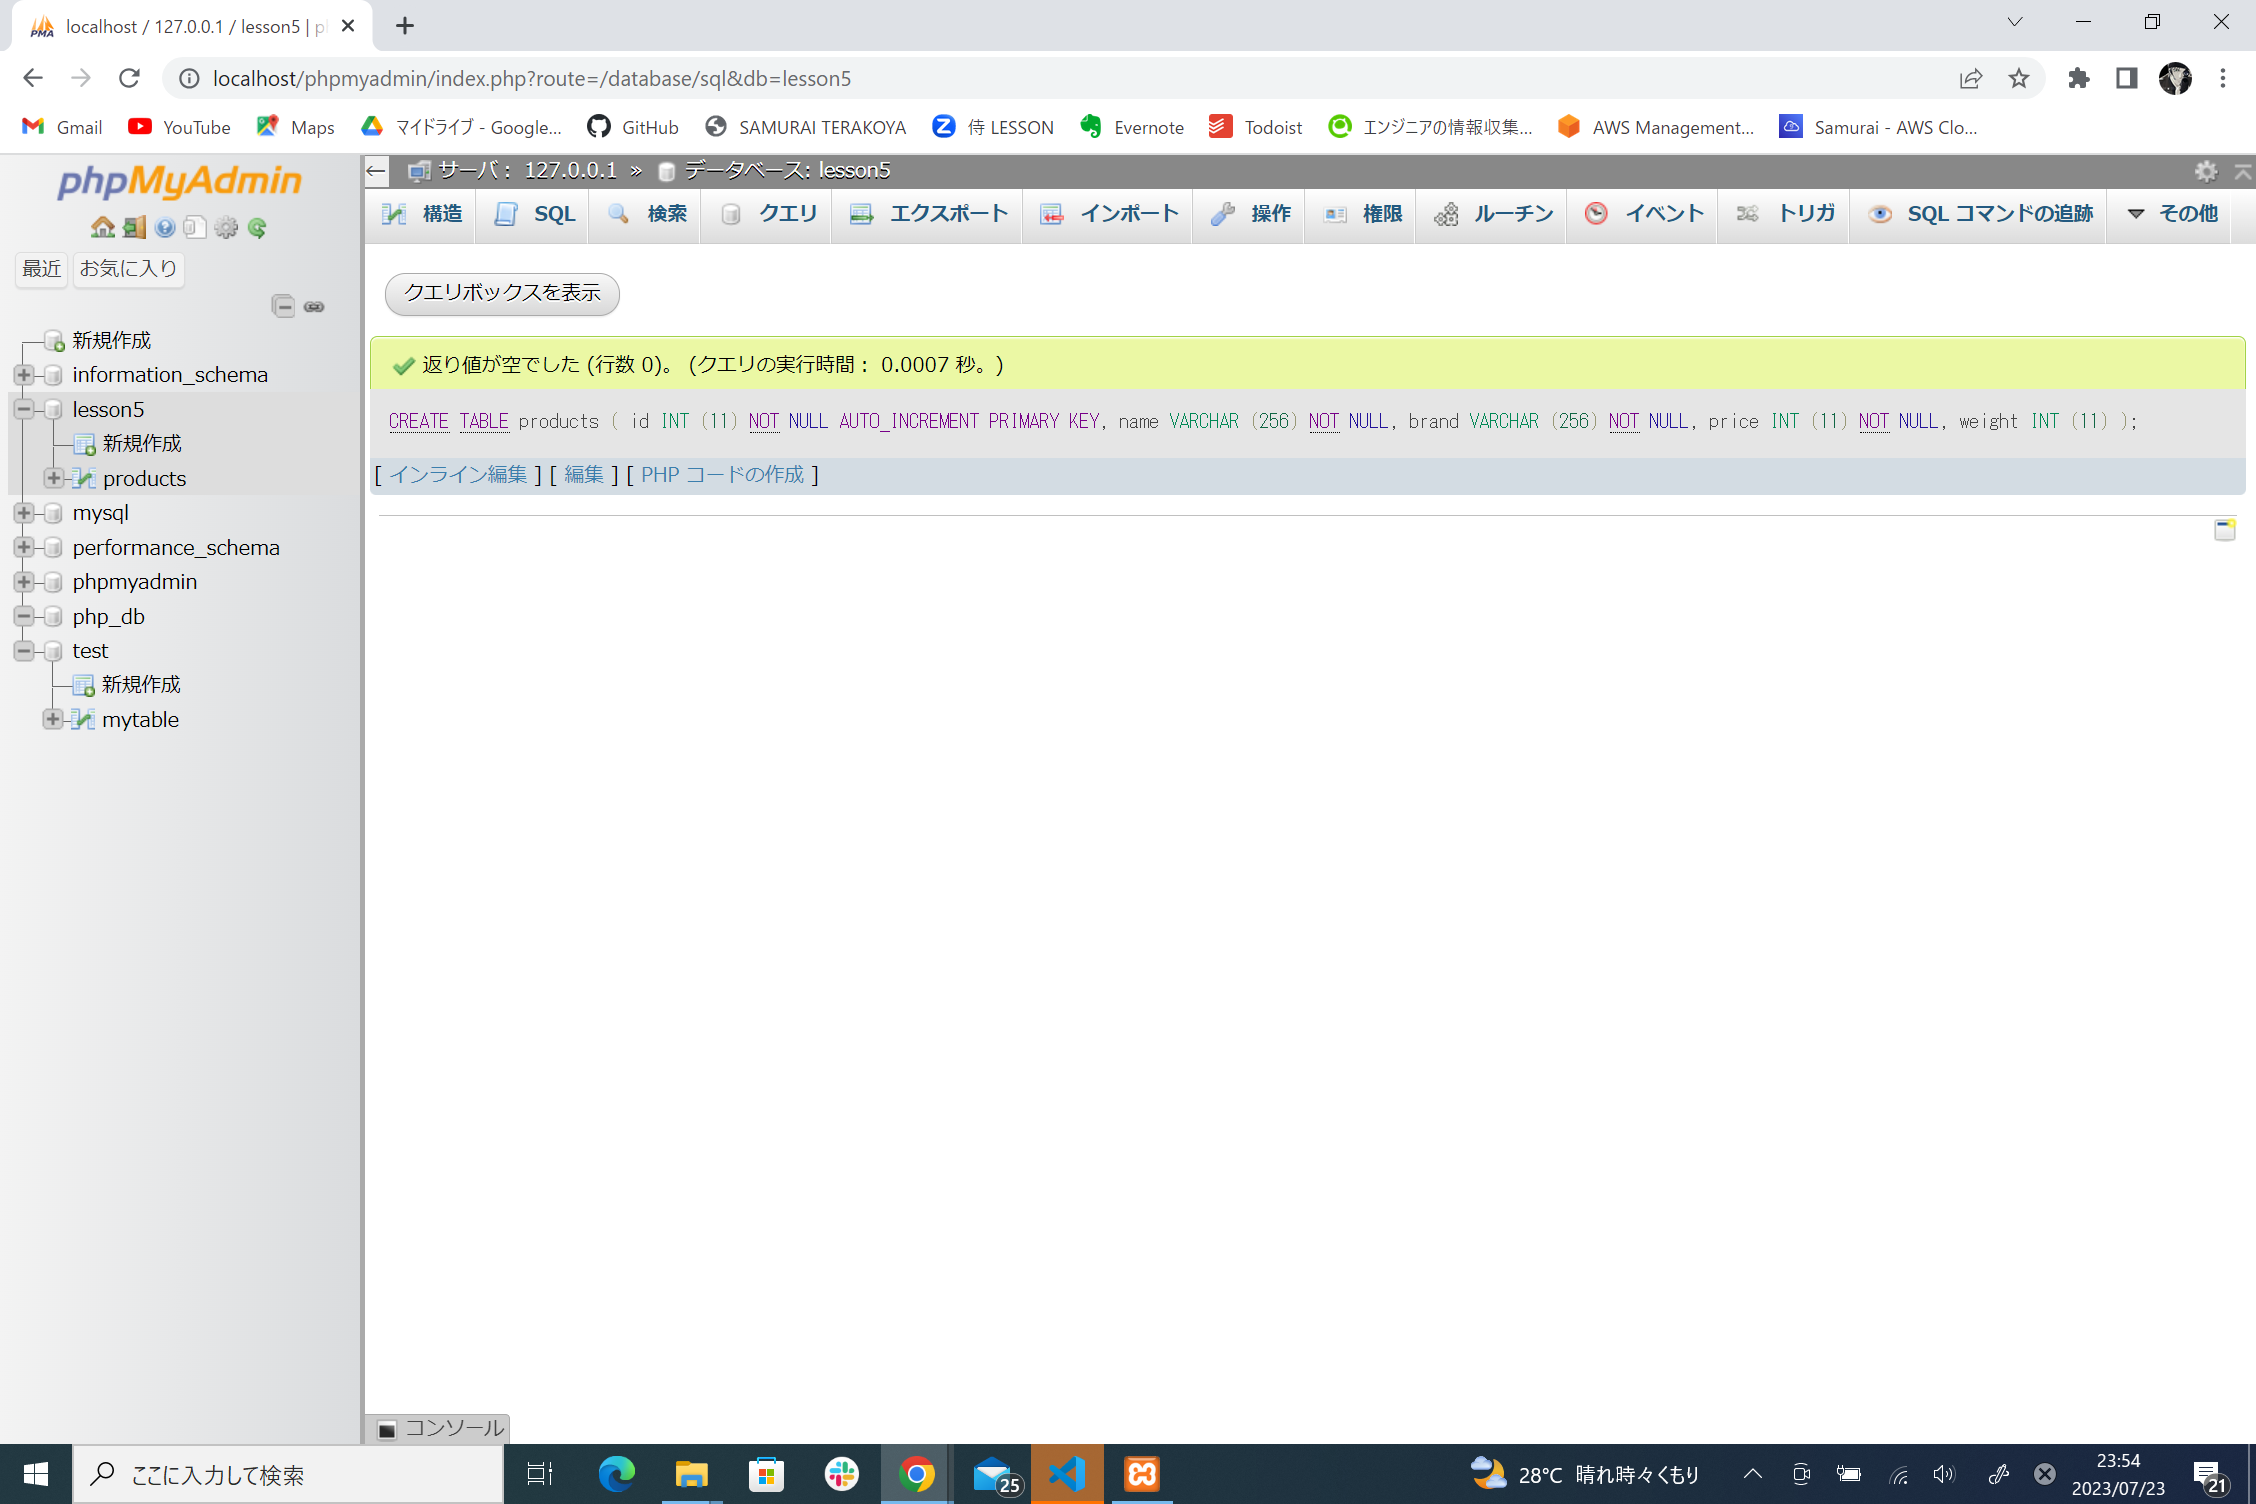 localhost / 127.0.0.1 / lesson5 | p
localhost/phpmyadmin/index.php?route=/database/sql&db=lesson5
Gmail YouTube Maps マイドライブ - Google... GitHub SAMURAI TERAKOYA 侍 LESSON Evernote Todoist エンジニアの情報収集... AWS Management... Samurai - AWS Clo...
phpMyAdmin
最近 お気に入り
新規作成
information_schema
lesson5
新規作成
products
mysql
performance_schema
phpmyadmin
php_db
test
新規作成
mytable
サーバ: 127.0.0.1 » データベース: lesson5
構造 SQL 検索 クエリ エクスポート インポート 操作 権限 ルーチン イベント トリガ SQL コマンドの追跡 その他
クエリボックスを表示
返り値が空でした (行数 0)。 (クエリの実行時間: 0.0007 秒。)
CREATE TABLE products ( id INT (11) NOT NULL AUTO_INCREMENT PRIMARY KEY, name VARCHAR (256) NOT NULL, brand VARCHAR (256) NOT NULL, price INT (11) NOT NULL, weight INT (11) );
[ インライン編集 ] [ 編集 ] [ PHP コードの作成 ]
コンソール
ここに入力して検索
25
28°C 晴れ時々くもり
23:54
2023/07/23
21